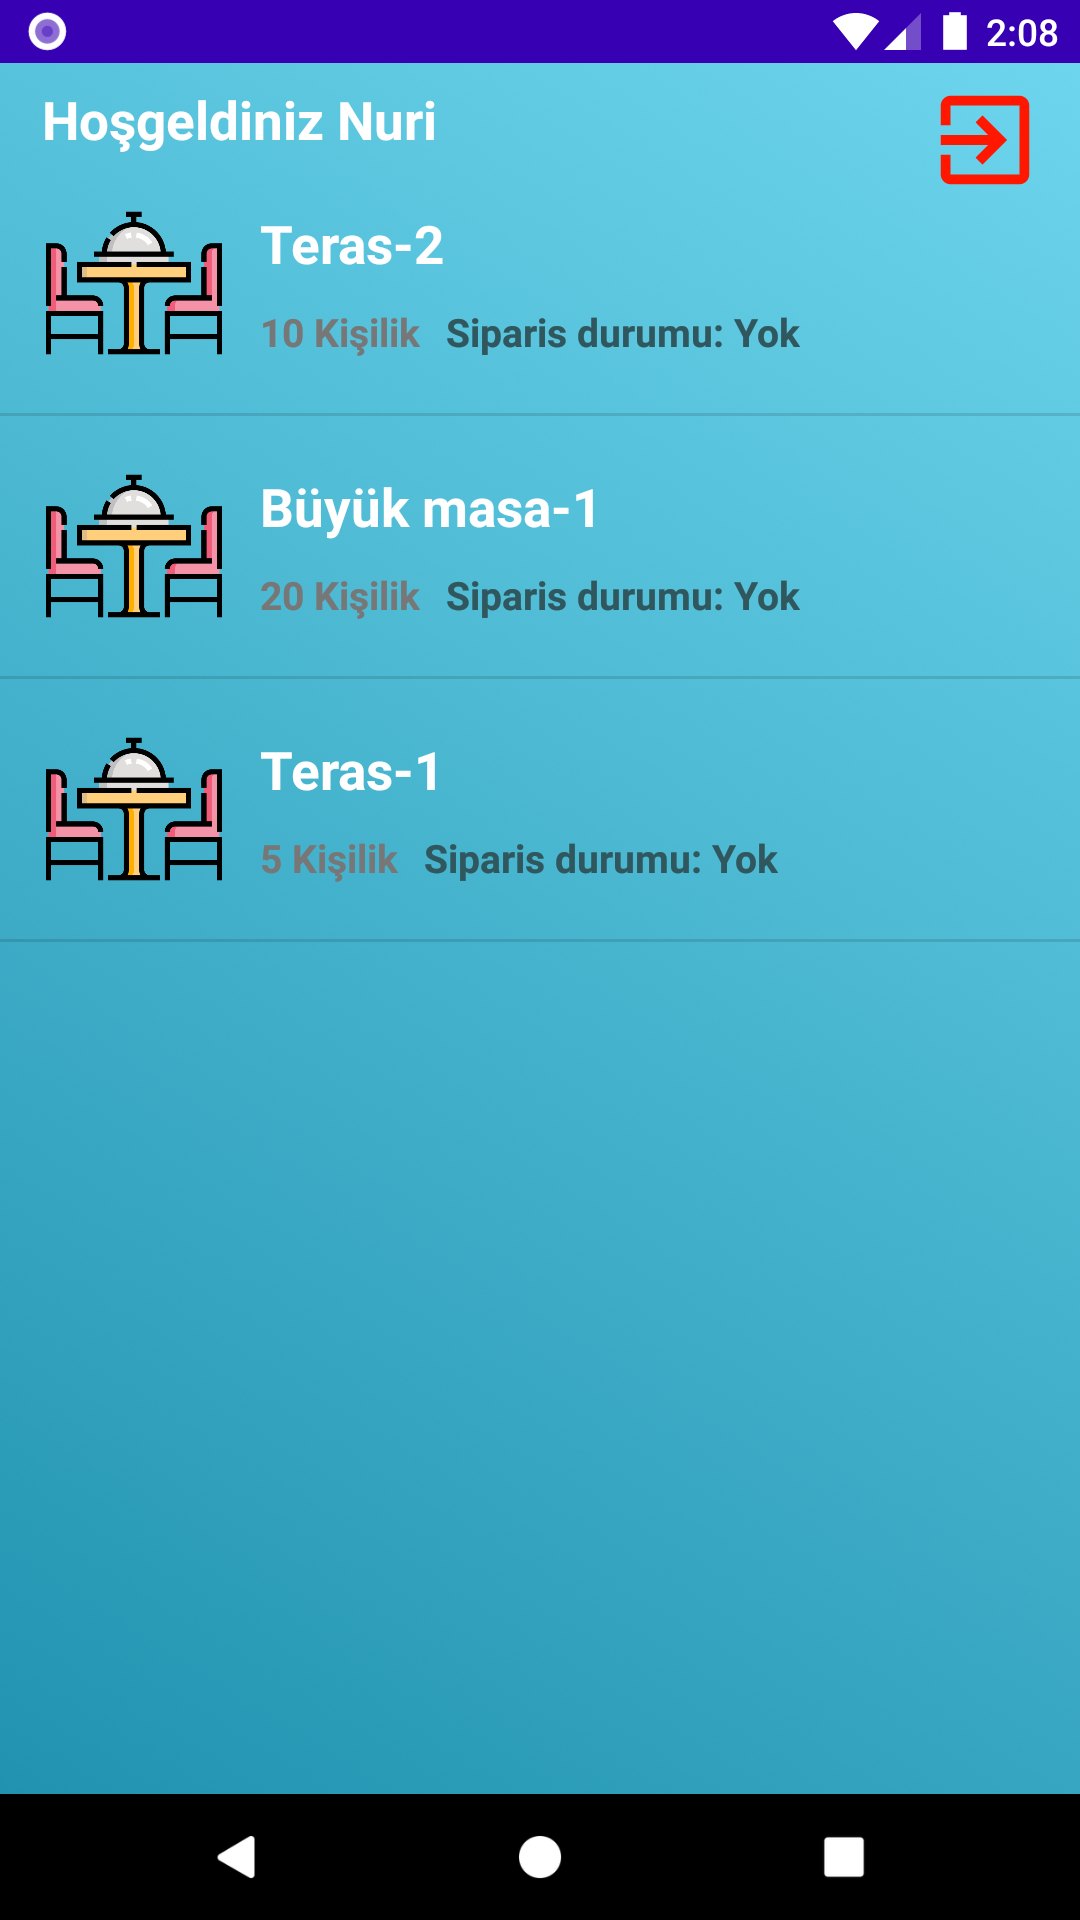 2:08
Hoşgeldiniz Nuri
Teras-2
10 Kişilik Siparis durumu: Yok
Büyük masa-1
20 Kişilik Siparis durumu: Yok
Teras-1
5 Kişilik Siparis durumu: Yok